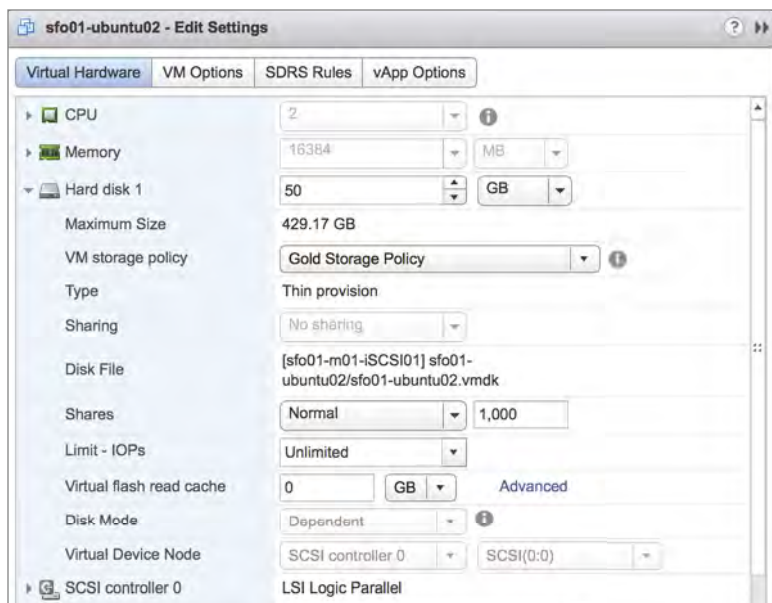 sfo01-ubuntu02 - Edit Settings ?
Virtual Hardware VM Options SDRS Rules vApp Options
CPU 2
Memory 16384 MB
Hard disk 1 50 GB
Maximum Size 429.17 GB
VM storage policy Gold Storage Policy
Type Thin provision
Sharing No sharing
Disk File [sfo01-m01-iSCSI01] sfo01-
ubuntu02/sfo01-ubuntu02.vmdk
Shares Normal 1,000
Limit - IOPs Unlimited
Virtual flash read cache 0 GB Advanced
Disk Mode Dependent
Virtual Device Node SCSI controller 0 SCSI(0:0)
SCSI controller 0 LSI Logic Parallel